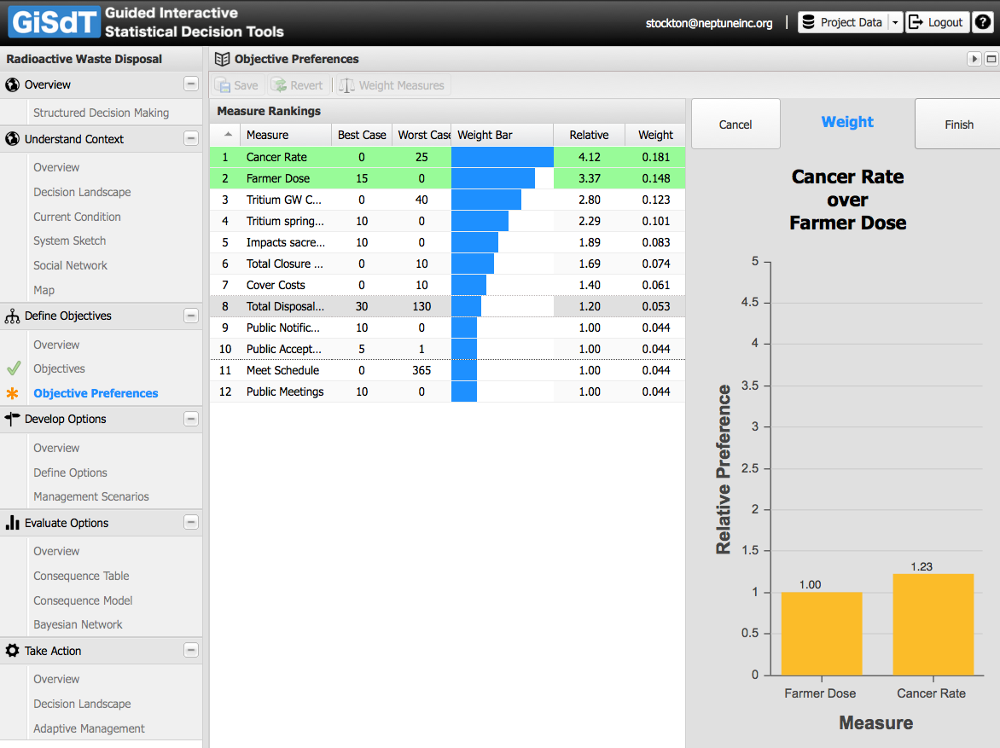 GiSdT Guided Interactive
Statistical Decision Tools
stockton@neptuneinc.org | Project Data Logout ?
Radioactive Waste Disposal
Overview
Structured Decision Making
Understand Context
Overview
Decision Landscape
Current Condition
System Sketch
Social Network
Map
Define Objectives
Overview
Objectives
Objective Preferences
Develop Options
Overview
Define Options
Management Scenarios
Evaluate Options
Overview
Consequence Table
Consequence Model
Bayesian Network
Take Action
Overview
Decision Landscape
Adaptive Management
Objective Preferences
Save Revert Weight Measures
Measure Rankings
Measure Best Case Worst Case Weight Bar Relative Weight
1 Cancer Rate 0 25 4.12 0.181
2 Farmer Dose 15 0 3.37 0.148
3 Tritium GW C... 0 40 2.80 0.123
4 Tritium spring... 10 0 2.29 0.101
5 Impacts sacre... 10 0 1.89 0.083
6 Total Closure ... 0 10 1.69 0.074
7 Cover Costs 0 10 1.40 0.061
8 Total Disposal... 30 130 1.20 0.053
9 Public Notific... 10 0 1.00 0.044
10 Public Accept... 5 1 1.00 0.044
11 Meet Schedule 0 365 1.00 0.044
12 Public Meetings 10 0 1.00 0.044
Cancel Weight Finish
Cancer Rate
over
Farmer Dose
Relative Preference
5
4.5
4
3.5
3
2.5
2
1.5
1
0.5
0
1.00 1.23
Farmer Dose Cancer Rate
Measure